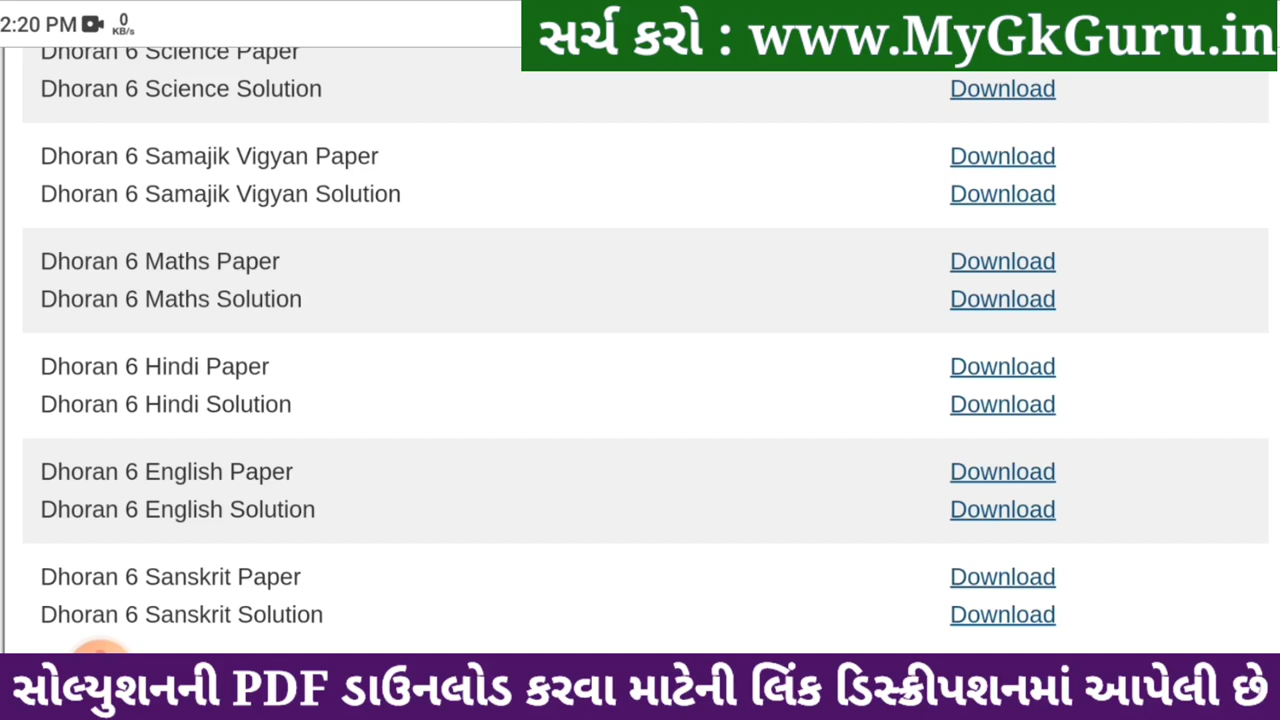 2:20 PM 0 KB/s
સર્ચ કરો : www.MyGkGuru.in
Dhoran 6 Science Paper
Dhoran 6 Science Solution Download
Dhoran 6 Samajik Vigyan Paper Download
Dhoran 6 Samajik Vigyan Solution Download
Dhoran 6 Maths Paper Download
Dhoran 6 Maths Solution Download
Dhoran 6 Hindi Paper Download
Dhoran 6 Hindi Solution Download
Dhoran 6 English Paper Download
Dhoran 6 English Solution Download
Dhoran 6 Sanskrit Paper Download
Dhoran 6 Sanskrit Solution Download
સોલ્યુશનની PDF ડાઉનલોડ કરવા માટેની લિંક ડિસ્ક્રીપશનમાં આપેલી છે